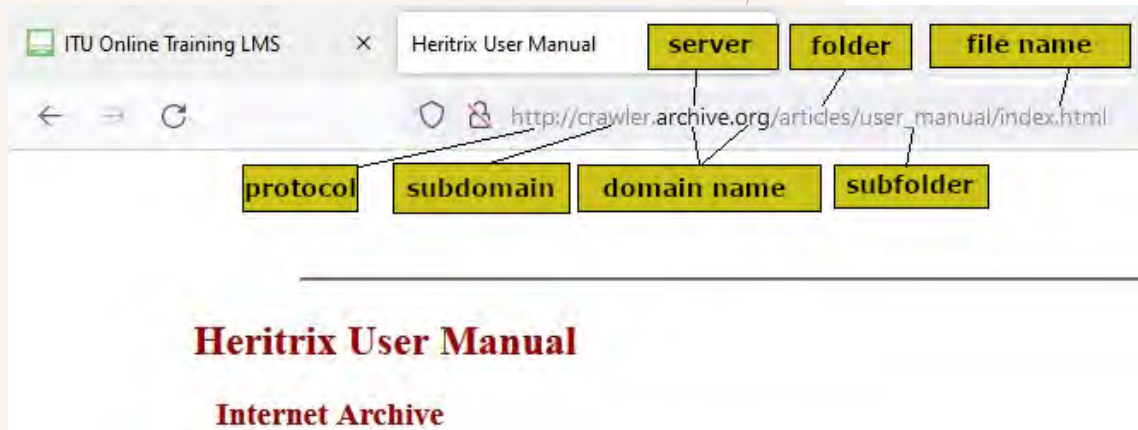 ITU Online Training LMS × Heritrix User Manual server folder file name
http://crawler.archive.org/articles/user_manual/index.html
protocol subdomain domain name subfolder
Heritrix User Manual
Internet Archive